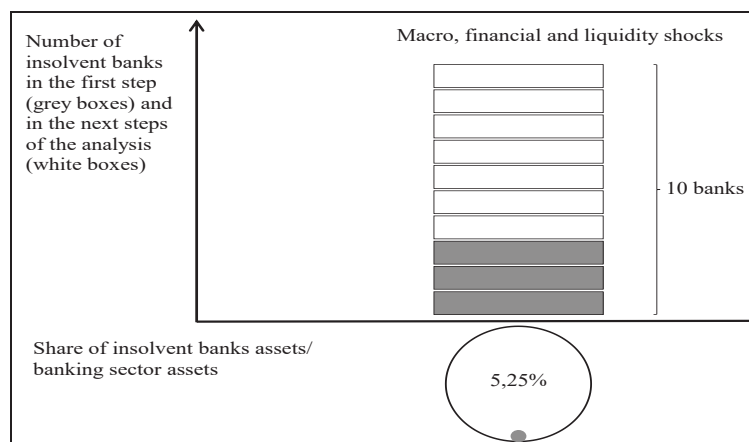 Number of
insolvent banks
in the first step
(grey boxes) and
in the next steps
of the analysis
(white boxes)
Macro, financial and liquidity shocks
10 banks
Share of insolvent banks assets/
banking sector assets
5,25%